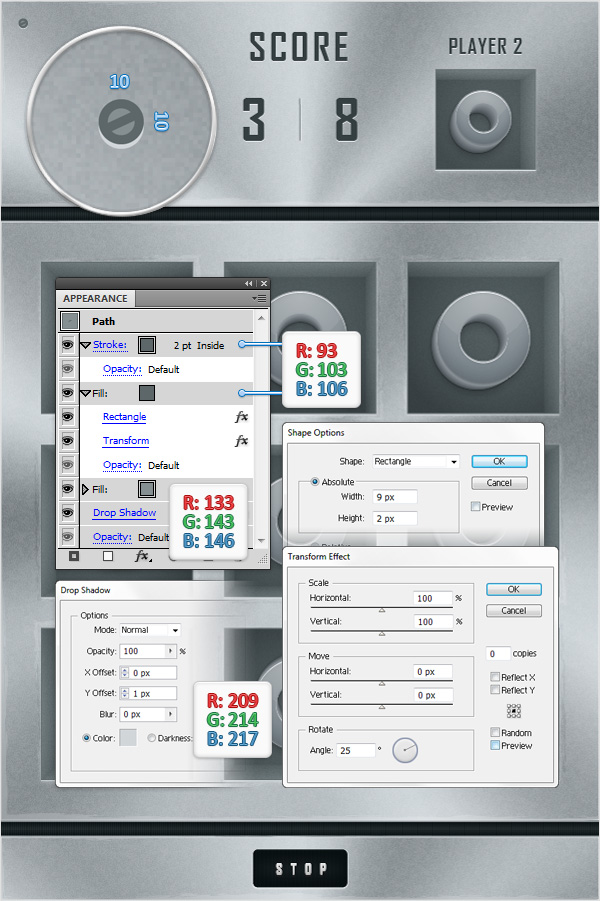 SCORE
PLAYER 2
3 | 8
10
10
APPEARANCE
Path
Stroke: 2 pt Inside
Opacity: Default
Fill:
Rectangle fx
Transform fx
Opacity: Default
Fill:
Drop Shadow
Opacity: Default
fx
R: 93
G: 103
B: 106
R: 133
G: 143
B: 146
Shape Options
Shape: Rectangle
Absolute
Width: 9 px
Height: 2 px
OK
Cancel
Preview
Relative
Drop Shadow
Options
Mode: Normal
Opacity: 100 %
X Offset: 0 px
Y Offset: 1 px
Blur: 0 px
Color: Darkness:
R: 209
G: 214
B: 217
Transform Effect
Scale
Horizontal: 100 %
Vertical: 100 %
Move
Horizontal: 0 px
Vertical: 0 px
Rotate
Angle: 25 °
OK
Cancel
0 copies
Reflect X
Reflect Y
Random
Preview
STOP